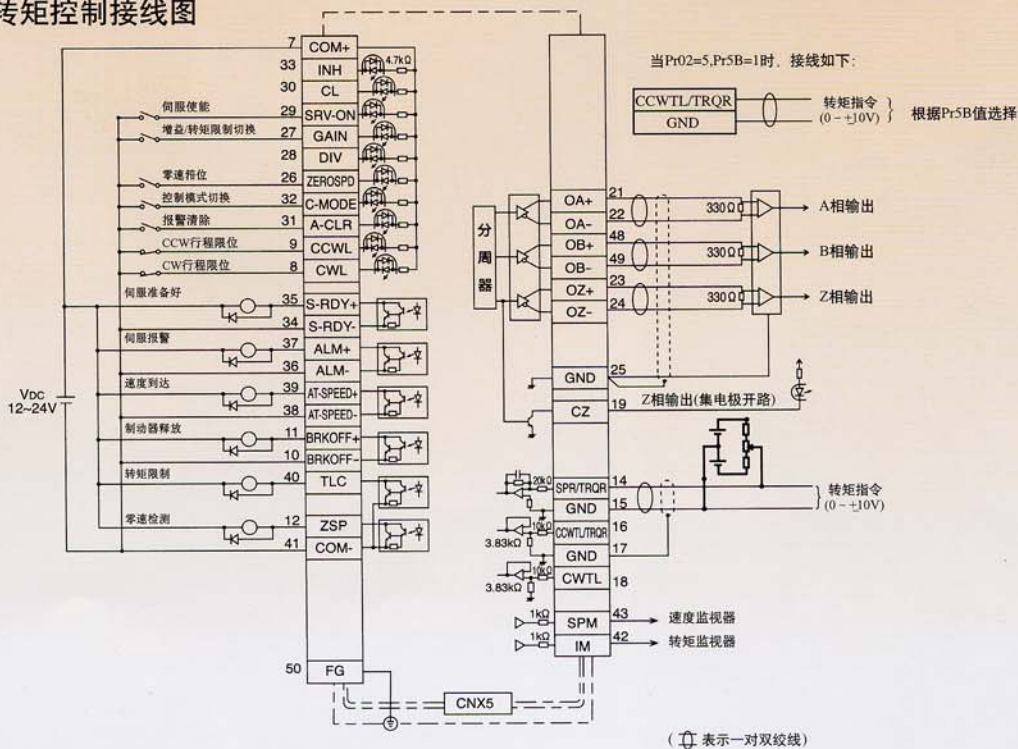 转矩控制接线图
7 COM+
33 INH 4.7kΩ
30 CL
伺服使能 29 SRV-ON
增益/转矩限制切换 27 GAIN
28 DIV
零速箝位 26 ZEROSPD
控制模式切换 32 C-MODE
报警清除 31 A-CLR
CCW行程限位 9 CCWL
CW行程限位 8 CWL
伺服准备好 35 S-RDY+
34 S-RDY-
伺服报警 37 ALM+
36 ALM-
速度到达 39 AT-SPEED+
38 AT-SPEED-
制动器释放 11 BRKOFF+
10 BRKOFF-
转矩限制 40 TLC
零速检测 12 ZSP
41 COM-
VDC
12~24V
50 FG
CNX5
当Pr02=5,Pr5B=1时，接线如下:
CCWTL/TRQR
GND
转矩指令
(0~±10V)
根据Pr5B值选择
分周器
OA+ 21
OA- 22
330Ω A相输出
OB+ 48
OB- 49
330Ω B相输出
OZ+ 23
OZ- 24
330Ω Z相输出
GND 25
CZ 19
Z相输出(集电极开路)
20kΩ SPR/TRQR 14
GND 15
转矩指令
(0~±10V)
10kΩ CCWTL/TRQR 16
3.83kΩ
GND 17
10kΩ CWTL 18
3.83kΩ
1kΩ SPM 43 速度监视器
1kΩ IM 42 转矩监视器
( 表示一对双绞线)